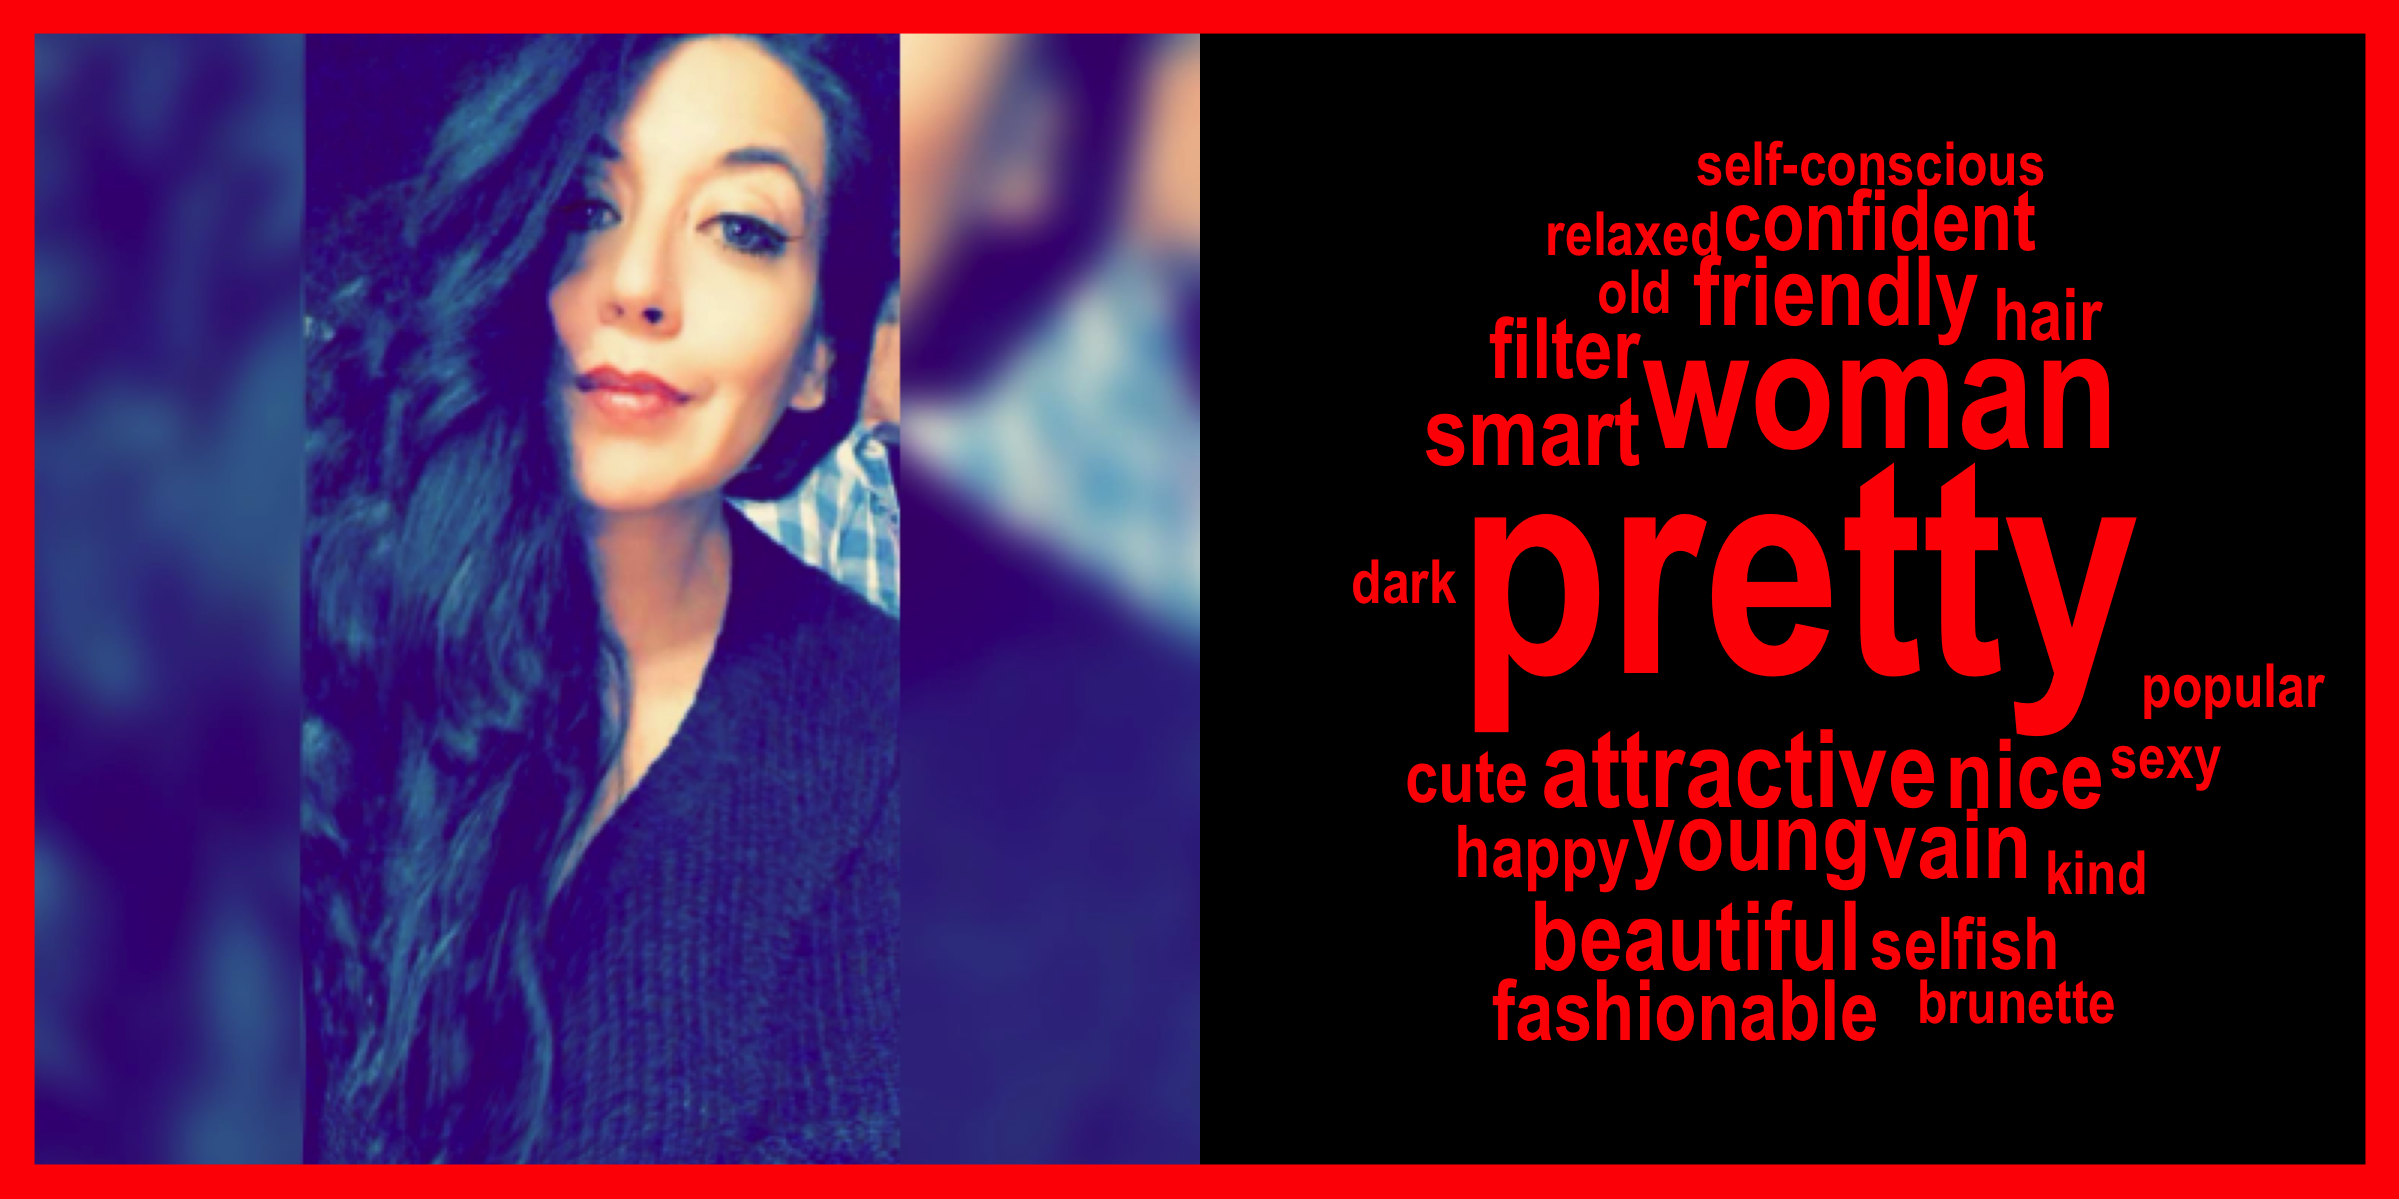 self-conscious
relaxed confident
old friendly hair
filter
smart woman
dark pretty
popular
cute attractive nice sexy
happy young vain kind
beautiful selfish
fashionable brunette